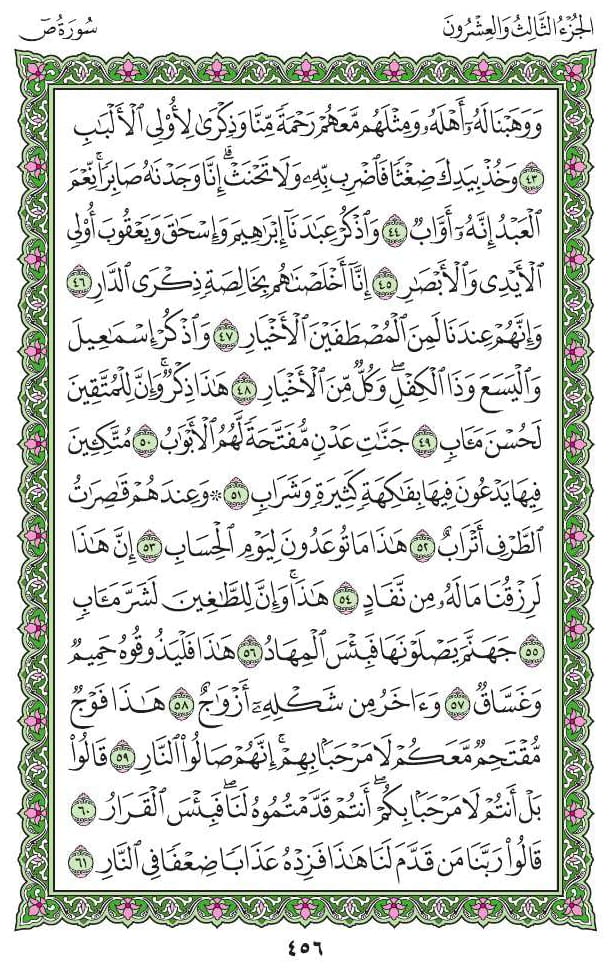 الجُزْءُ الثَّالِثُ وَالعِشْرُونَ
سُورَةُ صٓ
وَوَهَبْنَا لَهُۥٓ أَهْلَهُۥ وَمِثْلَهُم مَّعَهُمْ رَحْمَةً مِّنَّا وَذِكْرَىٰ لِأُوْلِي ٱلْأَلْبَٰبِ
٤٣ وَخُذْ بِيَدِكَ ضِغْثًا فَٱضْرِب بِّهِۦ وَلَا تَحْنَثْۗ إِنَّا وَجَدْنَٰهُ صَابِرًاۚ نِّعْمَ
ٱلْعَبْدُ إِنَّهُۥٓ أَوَّابٌ ٤٤ وَٱذْكُرْ عِبَٰدَنَآ إِبْرَٰهِيمَ وَإِسْحَٰقَ وَيَعْقُوبَ أُوْلِي
ٱلْأَيْدِي وَٱلْأَبْصَٰرِ ٤٥ إِنَّآ أَخْلَصْنَٰهُم بِخَالِصَةٍ ذِكْرَى ٱلدَّارِ ٤٦
وَإِنَّهُمْ عِندَنَا لَمِنَ ٱلْمُصْطَفَيْنَ ٱلْأَخْيَارِ ٤٧ وَٱذْكُرْ إِسْمَٰعِيلَ
وَٱلْيَسَعَ وَذَا ٱلْكِفْلِۖ وَكُلٌّ مِّنَ ٱلْأَخْيَارِ ٤٨ هَٰذَا ذِكْرٌۚ وَإِنَّ لِلْمُتَّقِينَ
لَحُسْنَ مَـَٔابٍ ٤٩ جَنَّٰتِ عَدْنٍ مُّفَتَّحَةً لَّهُمُ ٱلْأَبْوَٰبُ ٥٠ مُتَّكِـِٔينَ
فِيهَا يَدْعُونَ فِيهَا بِفَٰكِهَةٍ كَثِيرَةٍ وَشَرَابٍ ٥١ ۞ وَعِندَهُمْ قَٰصِرَٰتُ
ٱلطَّرْفِ أَتْرَابٌ ٥٢ هَٰذَا مَا تُوعَدُونَ لِيَوْمِ ٱلْحِسَابِ ٥٣ إِنَّ هَٰذَا
لَرِزْقُنَا مَا لَهُۥ مِن نَّفَادٍ ٥٤ هَٰذَاۚ وَإِنَّ لِلطَّٰغِينَ لَشَرَّ مَـَٔابٍ
٥٥ جَهَنَّمَ يَصْلَوْنَهَا فَبِئْسَ ٱلْمِهَادُ ٥٦ هَٰذَا فَلْيَذُوقُوهُ حَمِيمٌ
وَغَسَّاقٌ ٥٧ وَءَاخَرُ مِن شَكْلِهِۦٓ أَزْوَٰجٌ ٥٨ هَٰذَا فَوْجٌ
مُّقْتَحِمٌ مَّعَكُمْ لَا مَرْحَبًۢا بِهِمْۚ إِنَّهُمْ صَالُواْ ٱلنَّارِ ٥٩ قَالُواْ
بَلْ أَنتُمْ لَا مَرْحَبًۢا بِكُمْۖ أَنتُمْ قَدَّمْتُمُوهُ لَنَاۖ فَبِئْسَ ٱلْقَرَارُ ٦٠
قَالُواْ رَبَّنَا مَن قَدَّمَ لَنَا هَٰذَا فَزِدْهُ عَذَابًا ضِعْفًا فِي ٱلنَّارِ ٦١
٤٥٦